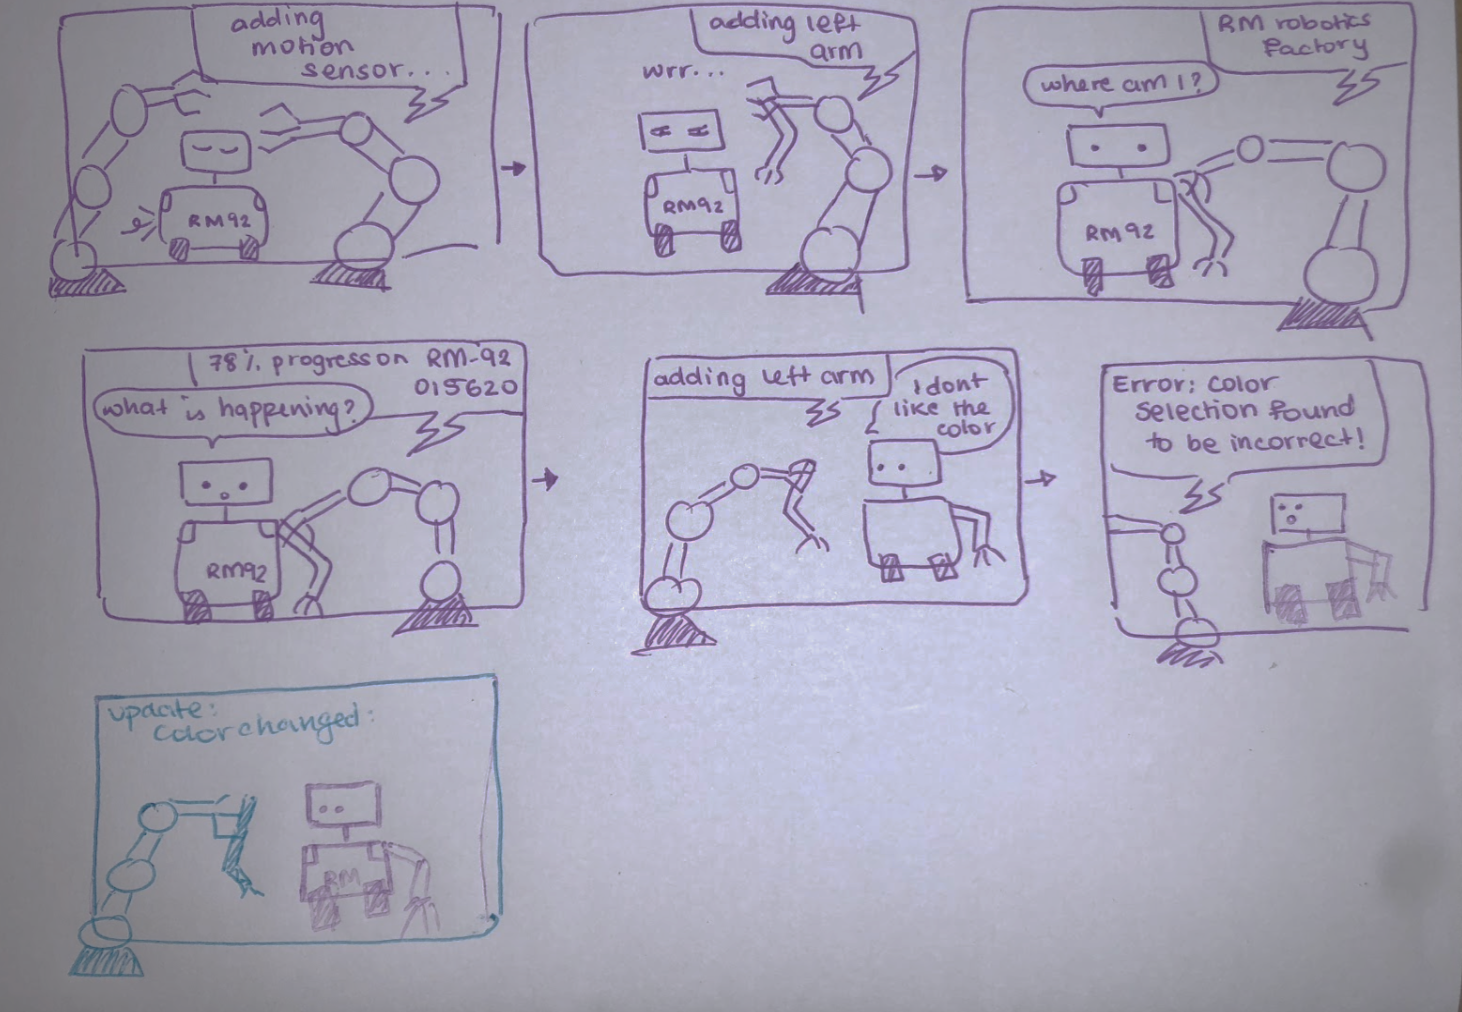 adding
motion
sensor...
RM92
adding left
arm
wrr...
RM92
RM robotics
factory
where am I?
RM92
78% progress on RM-92
015620
what is happening?
RM92
adding left arm
I dont
like the
color
Error: color
selection found
to be incorrect!
update:
color changed:
RM